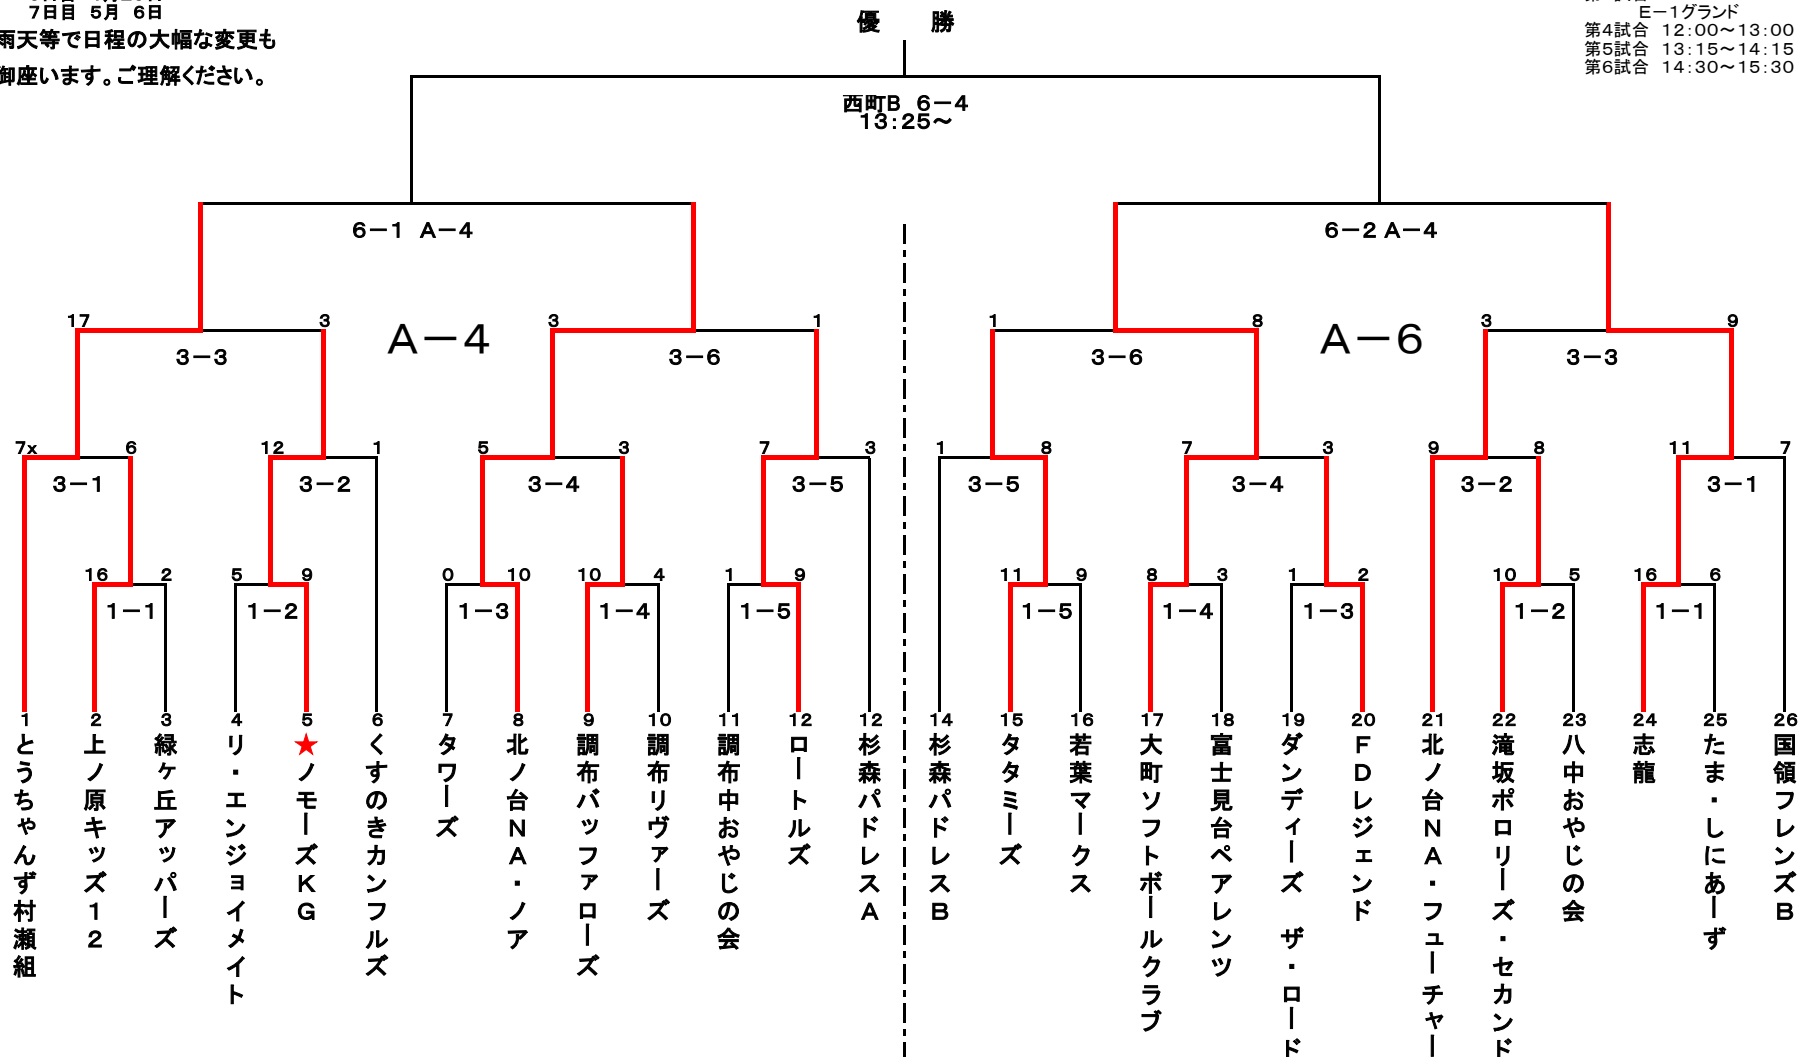 7日目 5月 6日
雨天等で日程の大幅な変更も
御座います。ご理解ください。
優 勝
E－1グランド
第4試合 12:00～13:00
第5試合 13:15～14:15
第6試合 14:30～15:30
西町B 6－4
13:25～
6－1 A－4
6－2 A－4
17 3 3 1 1 8 3 9
A－4 A－6
3－3 3－6 3－6 3－3
7x 6 12 1 5 3 7 3 1 8 7 3 9 8 11 7
3－1 3－2 3－4 3－5 3－5 3－4 3－2 3－1
16 2 5 9 0 10 10 4 1 9 11 9 8 3 1 2 10 5 16 6
1－1 1－2 1－3 1－4 1－5 1－5 1－4 1－3 1－2 1－1
1 2 3 4 5 6 7 8 9 10 11 12 12 14 15 16 17 18 19 20 21 22 23 24 25 26
とうちゃんず村瀬組
上ノ原キッズ12
緑ヶ丘アッパーズ
リ・エンジョイメイト
★ノモーズKG
くすのきカンフルズ
タワーズ
北ノ台NA・ノア
調布バッファローズ
調布リヴァーズ
調布中おやじの会
ロートルズ
杉森パドレスA
杉森パドレスB
タタミーズ
若葉マークス
大町ソフトボールクラブ
富士見台ペアレンツ
ダンディーズ ザ・ロード
FDレジェンド
北ノ台NA・フューチャー
滝坂ポロリーズ・セカンド
八中おやじの会
志龍
たま・しにあーず
国領フレンズB